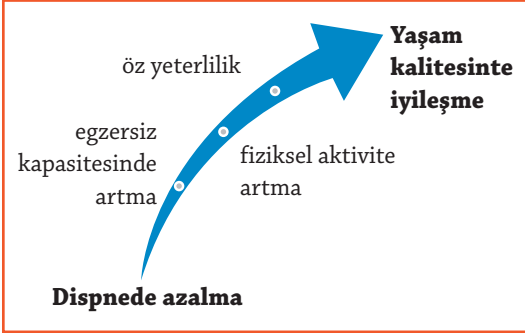 Yaşam
kalitesinte
iyileşme
öz yeterlilik
fiziksel aktivite
artma
egzersiz
kapasitesinde
artma
Dispnede azalma